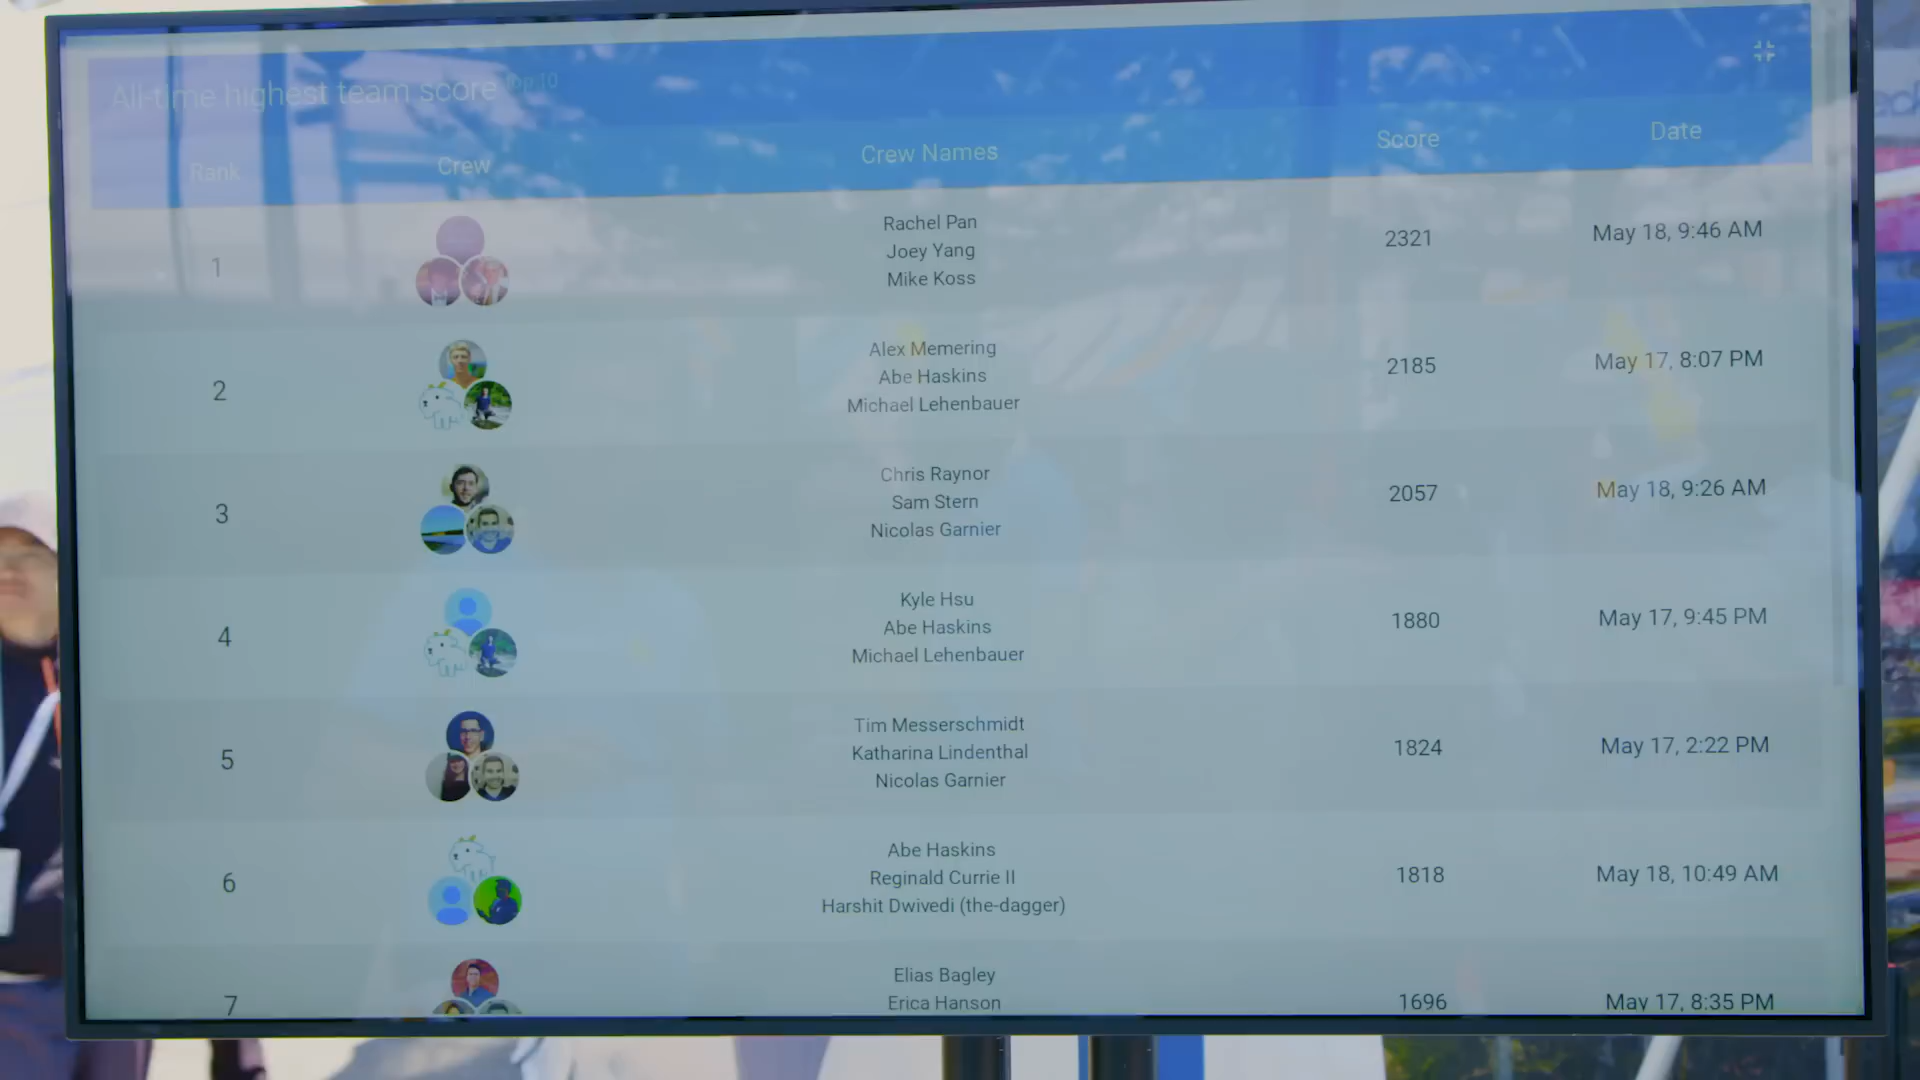 All-time highest team score Top 10
Rank Crew Crew Names Score Date
1 Rachel Pan 2321 May 18, 9:46 AM
Joey Yang
Mike Koss
2 Alex Memering 2185 May 17, 8:07 PM
Abe Haskins
Michael Lehenbauer
3 Chris Raynor 2057 May 18, 9:26 AM
Sam Stern
Nicolas Garnier
4 Kyle Hsu 1880 May 17, 9:45 PM
Abe Haskins
Michael Lehenbauer
5 Tim Messerschmidt 1824 May 17, 2:22 PM
Katharina Lindenthal
Nicolas Garnier
6 Abe Haskins 1818 May 18, 10:49 AM
Reginald Currie II
Harshit Dwivedi (the-dagger)
7 Elias Bagley 1696 May 17, 8:35 PM
Erica Hanson